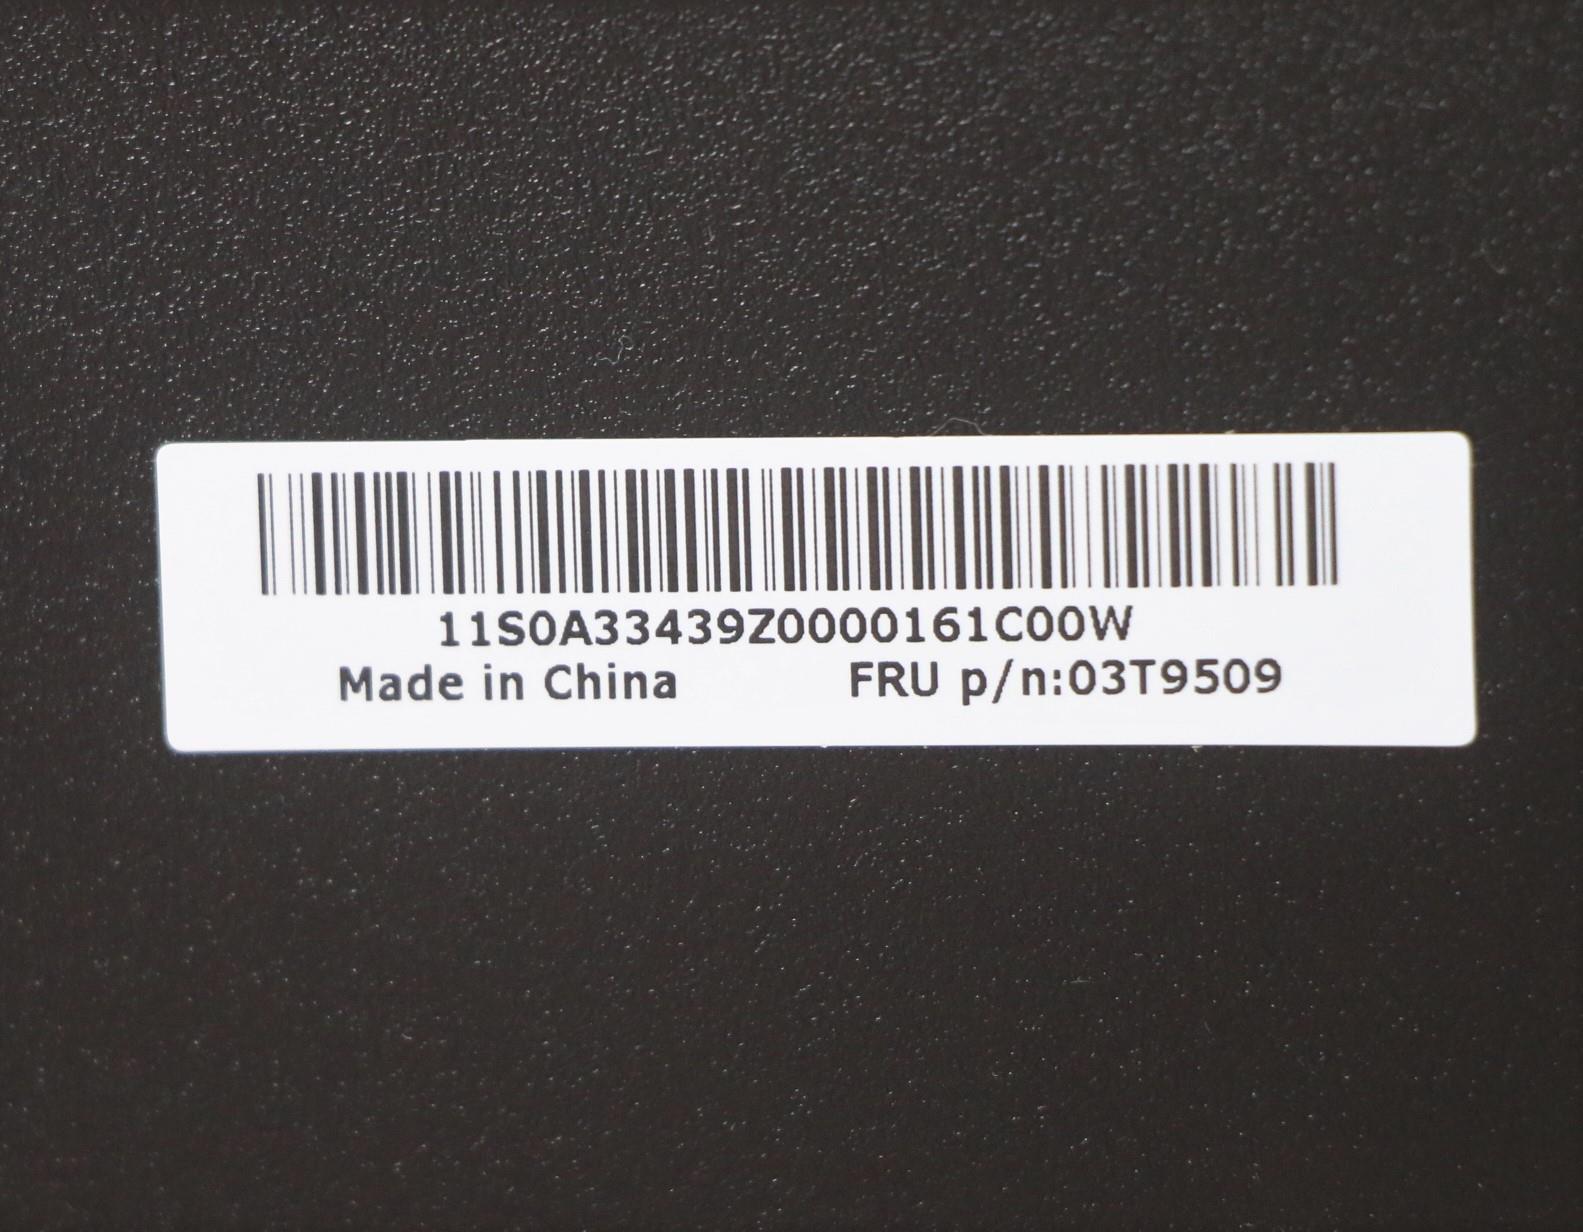 11S0A33439Z0000161C00W
Made in China FRU p/n:03T9509